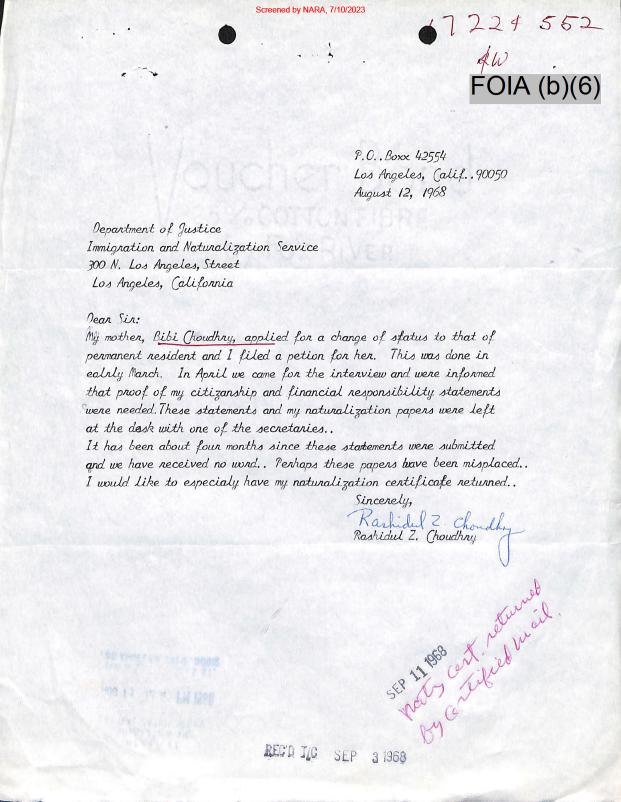 Screened by NARA, 7/10/2023
17 224 552
FOIA (b)(6)
P.O..Boxx 42554
Los Angeles, Calif..90050
August 12, 1968
Department of Justice
Immigration and Naturalization Service
300 N. Los Angeles, Street
Los Angeles, California
Dear Sir:
My mother, Bibi Choudhry, applied for a change of status to that of
permanent resident and I filed a petion for her. This was done in
ealrly March. In April we came for the interview and were informed
that proof of my citizanship and financial responsibility statements
were needed.These statements and my naturalization papers were left
at the desk with one of the secretaries..
It has been about four months since these statements were submitted
and we have received no word.. Perhaps these papers have been misplaced..
I would like to especialy have my naturalization certificate returned..
Sincerely,
Rashidul Z. Choudhry
Rashidul Z. Choudhry
SEP 11 1968
natz cert. returned
by certified mail.
REC'D I/C SEP 3 1968